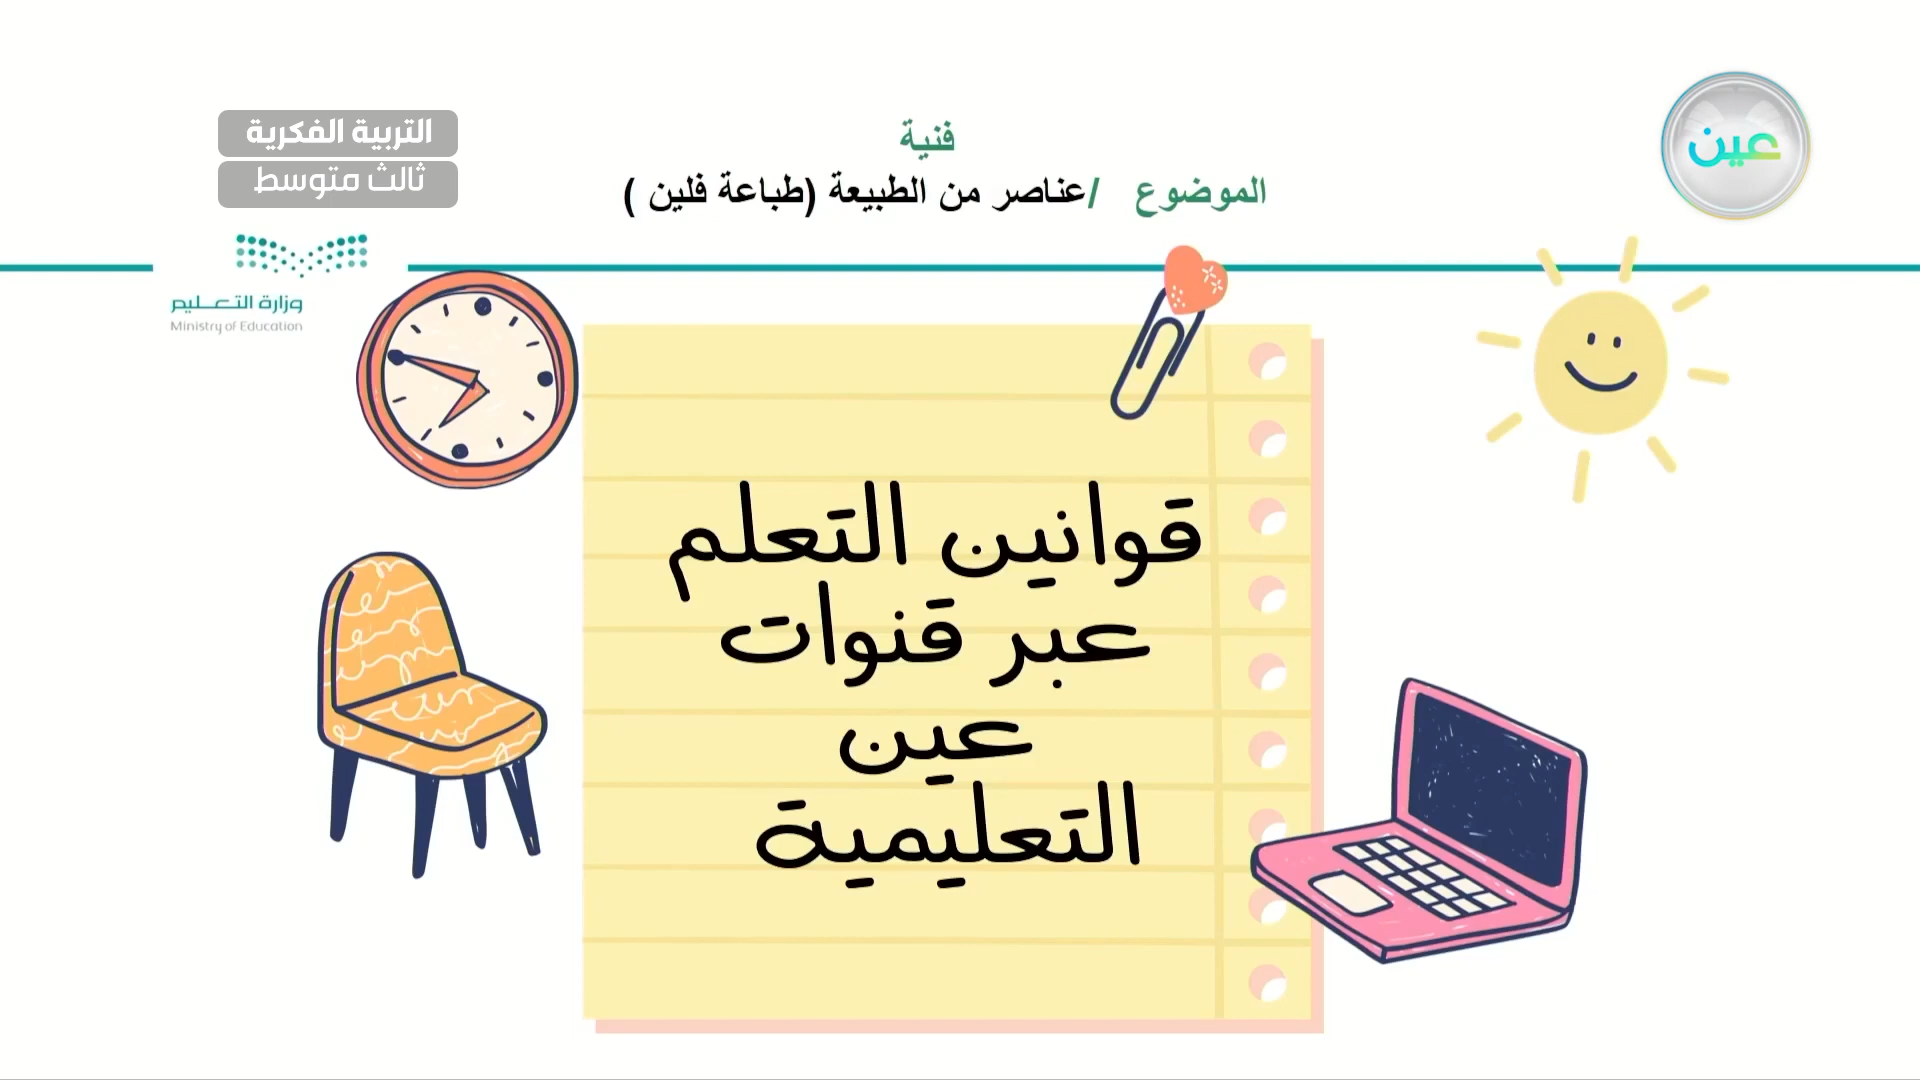 فنية
الموضوع / عناصر من الطبيعة (طباعة فلين )
عين
التربية الفكرية
ثالث متوسط
وزارة التعليم
Ministry of Education
قوانين التعلم
عبر قنوات
عين
التعليمية